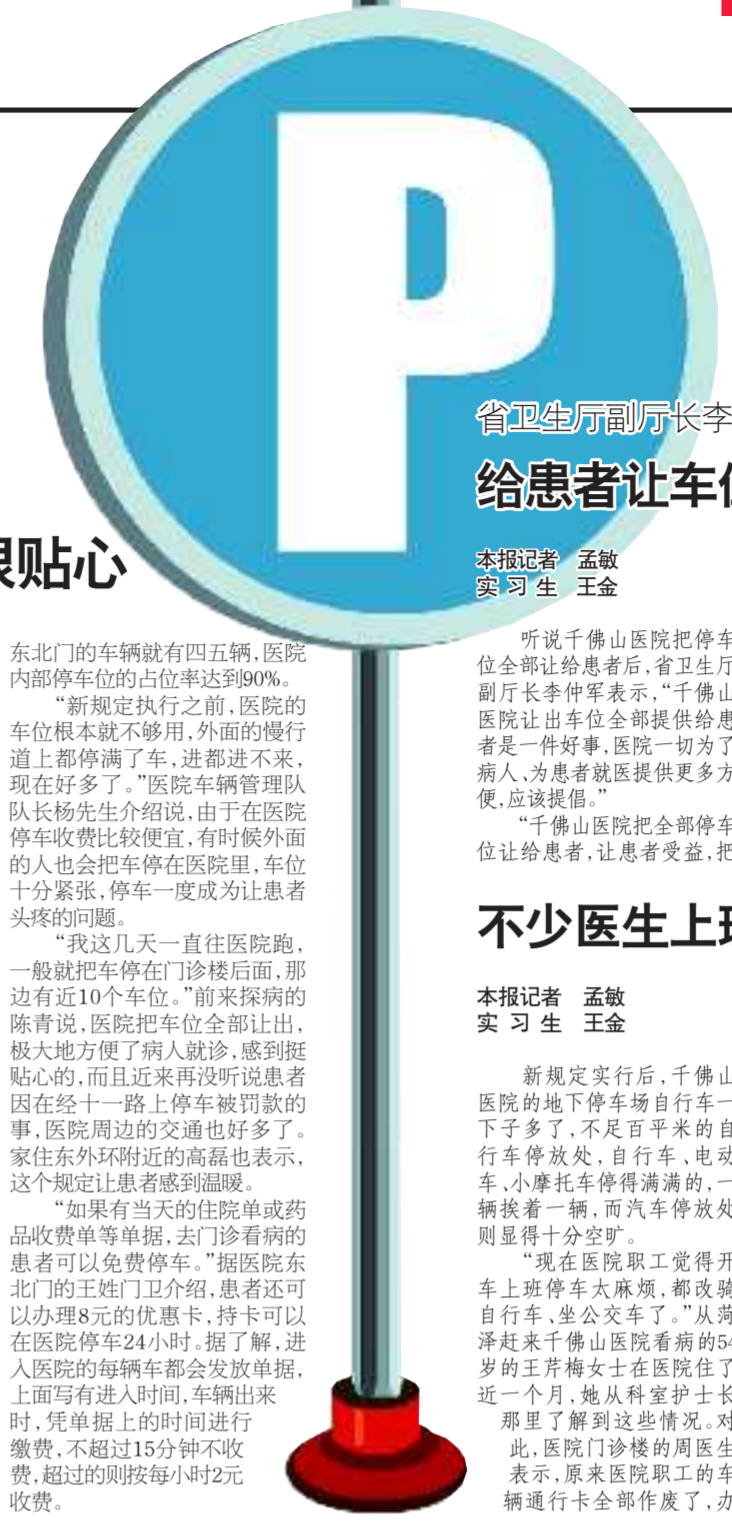 P
贴心
东北门的车辆就有四五辆,医院
内部停车位的占位率达到90%。
“新规定执行之前,医院的
车位根本就不够用,外面的慢行
道上都停满了车,进都进不来,
现在好多了。”医院车辆管理队
队长杨先生介绍说,由于在医院
停车收费比较便宜,有时候外面
的人也会把车停在医院里,车位
十分紧张,停车一度成为让患者
头疼的问题。
“我这几天一直往医院跑,
一般就把车停在门诊楼后面,那
边有近10个车位。”前来探病的
陈青说,医院把车位全部让出,
极大地方便了病人就诊,感到挺
贴心的,而且近来再没听说患者
因在经十一路上停车被罚款的
事,医院周边的交通也好多了。
家住东外环附近的高磊也表示,
这个规定让患者感到温暖。
“如果有当天的住院单或药
品收费单等单据,去门诊看病的
患者可以免费停车。”据医院东
北门的王姓门卫介绍,患者还可
以办理8元的优惠卡,持卡可以
在医院停车24小时。据了解,进
入医院的每辆车都会发放单据,
上面写有进入时间,车辆出来
时,凭单据上的时间进行
缴费,不超过15分钟不收
费,超过的则按每小时2元
收费。
省卫生厅副厅长李
给患者让车
本报记者 孟敏
实习生 王金
听说千佛山医院把停车
位全部让给患者后,省卫生厅
副厅长李仲军表示,“千佛山
医院让出车位全部提供给患
者是一件好事,医院一切为了
病人、为患者就医提供更多方
便,应该提倡。”
“千佛山医院把全部停车
位让给患者,让患者受益,把
不少医生上
本报记者 孟敏
实习生 王金
新规定实行后,千佛山
医院的地下停车场自行车一
下子多了,不足百平米的自
行车停放处,自行车、电动
车、小摩托车停得满满的,一
辆挨着一辆,而汽车停放处
则显得十分空旷。
“现在医院职工觉得开
车上班停车太麻烦,都改骑
自行车、坐公交车了。”从菏
泽赶来千佛山医院看病的54
岁的王芹梅女士在医院住了
近一个月,她从科室护士长
那里了解到这些情况。对
此,医院门诊楼的周医生
表示,原来医院职工的车
辆通行卡全部作废了,办